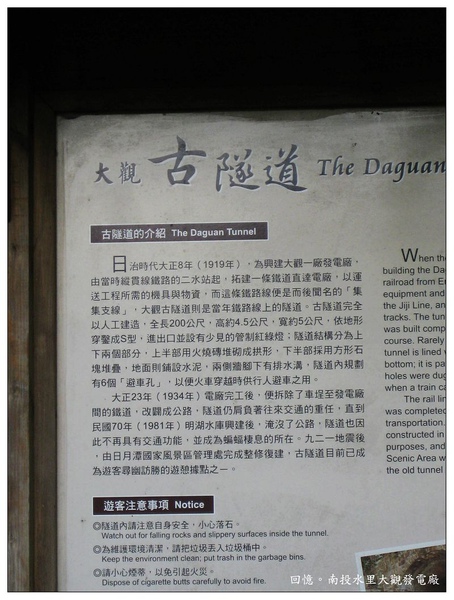 大觀 古隧道 The Daguan
古隧道的介紹 The Daguan Tunnel
日治時代大正8年（1919年），為興建大觀一廠發電廠，
由當時縱貫線鐵路的二水站起，拓建一條鐵道直達電廠，以運
送工程所需的機具與物資，而這條鐵路線便是而後聞名的「集
集支線」，大觀古隧道則是當年鐵路線上的隧道。古隧道完全
以人工建造，全長200公尺，高約4.5公尺，寬約5公尺，依地形
穿鑿成S型，進出口並設有少見的管制紅綠燈；隧道結構分為上
下兩個部分，上半部用火燒磚堆砌成拱形，下半部採用方形石
塊堆疊，地面則鋪設水泥，兩側牆腳下有排水溝，隧道內規劃
有6個「避車孔」，以便火車穿越時供行人避車之用。
大正23年（1934年）電廠完工後，便拆除了車埕至發電廠
間的鐵道，改闢成公路，隧道仍肩負著往來交通的重任，直到
民國70年（1981年）明湖水庫興建後，淹沒了公路，隧道也因
此不再具有交通功能，並成為蝙蝠棲息的所在。九二一地震後
，由日月潭國家風景區管理處完成整修復建，古隧道目前已成
為遊客尋幽訪勝的遊憩據點之一。
遊客注意事項 Notice
◎隧道內請注意自身安全，小心落石。
Watch out for falling rocks and slippery surfaces inside the tunnel.
◎為維護環境清潔，請把垃圾丟入垃圾桶中。
Keep the environment clean; put trash in the garbage bins.
◎請小心煙蒂，以免引起火災。
Dispose of cigarette butts carefully to avoid fire.
When the
building the Da
railroad from Er
equipment and
the Jiji Line, an
tracks. The tun
was built comp
course. Rarely
tunnel is lined w
bottom; it is pa
holes were dug
when a train ca
The rail lin
was completed
transportation.
constructed in
purposes, and
Scenic Area w
the old tunnel
回憶。南投水里大觀發電廠